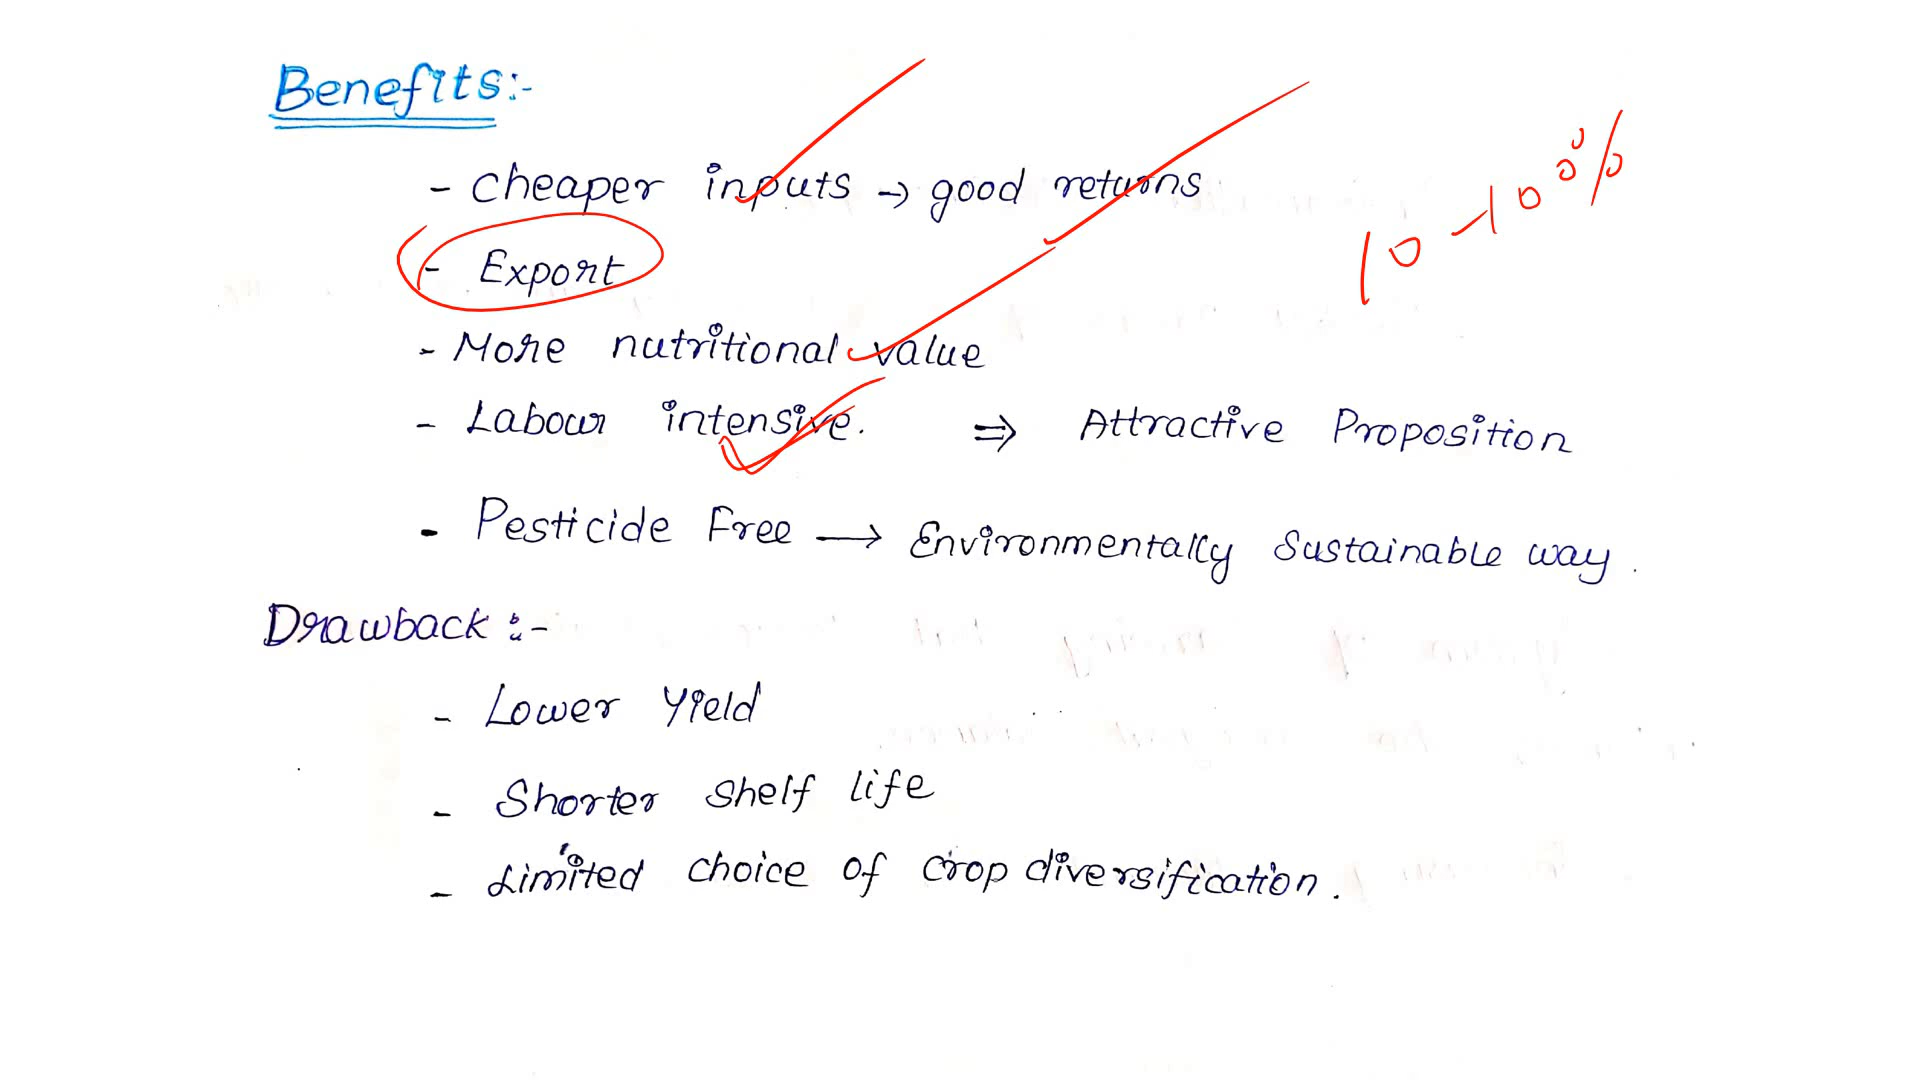 Benefits:-
- Cheaper inputs → good returns
10-100%
- Export
- More nutritional value
- Labour intensive. ⇒ Attractive Proposition
- Pesticide Free → Environmentally Sustainable way.
Drawback :-
- Lower Yield
- Shorter Shelf life
- Limited choice of crop diversification.